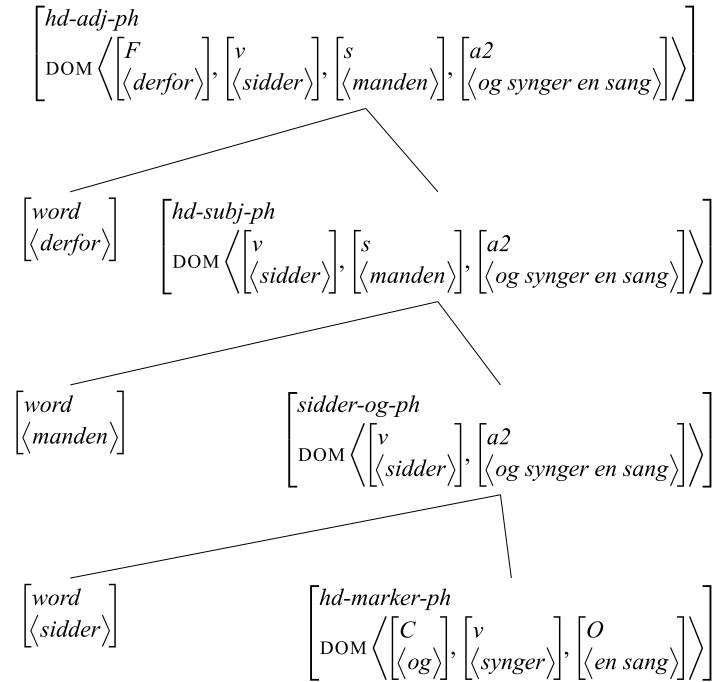 hd-adj-ph
DOM ⟨[F ⟨derfor⟩], [v ⟨sidder⟩], [s ⟨manden⟩], [a2 ⟨og synger en sang⟩]⟩
word
⟨derfor⟩
hd-subj-ph
DOM ⟨[v ⟨sidder⟩], [s ⟨manden⟩], [a2 ⟨og synger en sang⟩]⟩
word
⟨manden⟩
sidder-og-ph
DOM ⟨[v ⟨sidder⟩], [a2 ⟨og synger en sang⟩]⟩
word
⟨sidder⟩
hd-marker-ph
DOM ⟨[C ⟨og⟩], [v ⟨synger⟩], [O ⟨en sang⟩]⟩